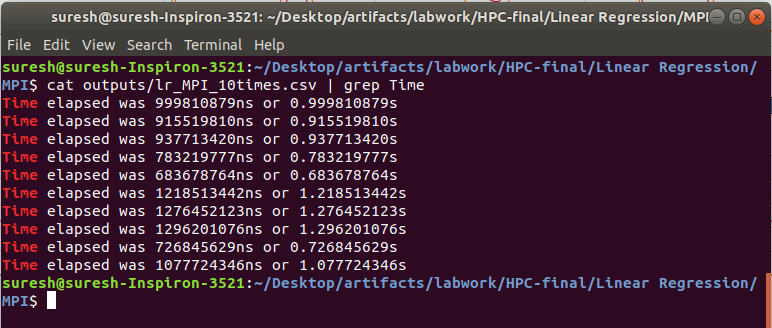 suresh@suresh-Inspiron-3521: ~/Desktop/artifacts/labwork/HPC-final/Linear Regression/MPI
File Edit View Search Terminal Help
suresh@suresh-Inspiron-3521:~/Desktop/artifacts/labwork/HPC-final/Linear Regression/
MPI$ cat outputs/lr_MPI_10times.csv | grep Time
Time elapsed was 999810879ns or 0.999810879s
Time elapsed was 915519810ns or 0.915519810s
Time elapsed was 937713420ns or 0.937713420s
Time elapsed was 783219777ns or 0.783219777s
Time elapsed was 683678764ns or 0.683678764s
Time elapsed was 1218513442ns or 1.218513442s
Time elapsed was 1276452123ns or 1.276452123s
Time elapsed was 1296201076ns or 1.296201076s
Time elapsed was 726845629ns or 0.726845629s
Time elapsed was 1077724346ns or 1.077724346s
suresh@suresh-Inspiron-3521:~/Desktop/artifacts/labwork/HPC-final/Linear Regression/
MPI$